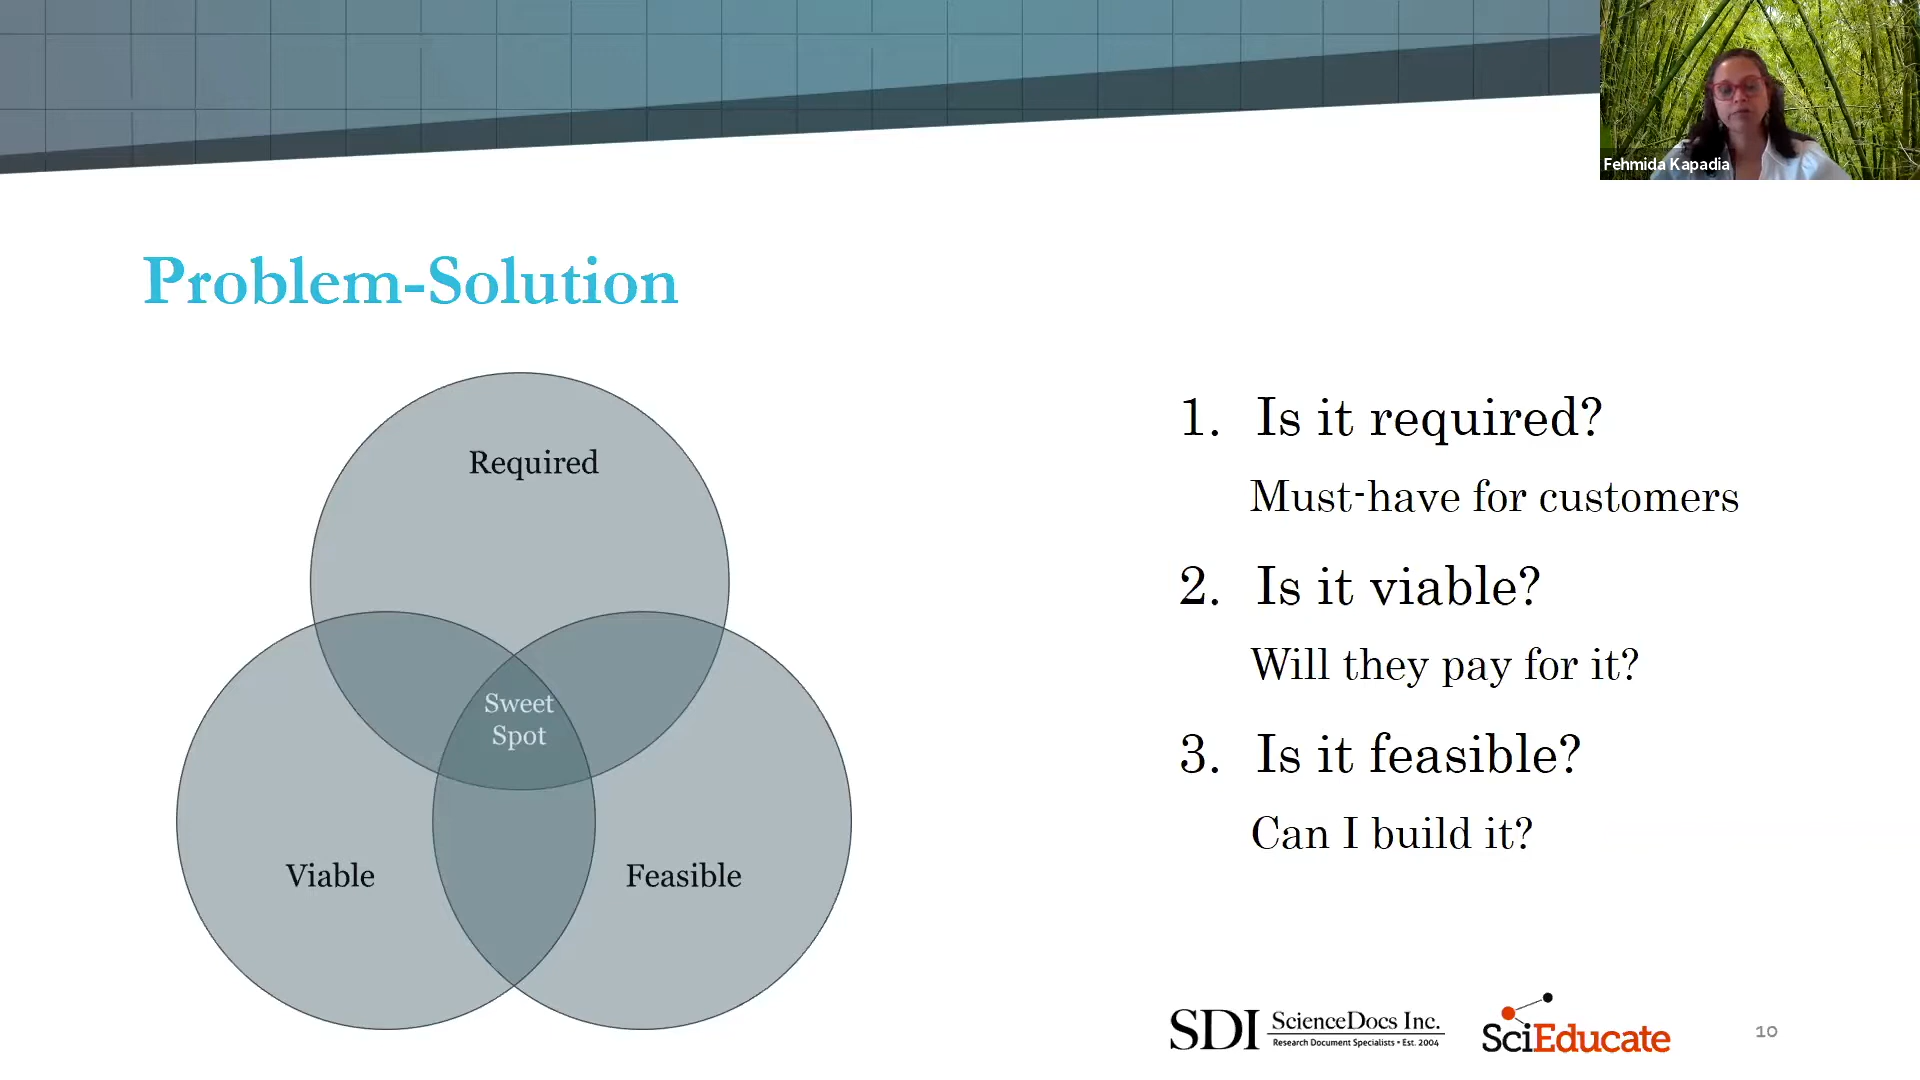 Fehmida Kapadia
Problem-Solution
Required
Sweet
Spot
Viable
Feasible
1. Is it required?
Must-have for customers
2. Is it viable?
Will they pay for it?
3. Is it feasible?
Can I build it?
SDI ScienceDocs Inc.
Research Document Specialists • Est. 2004
SciEducate
10